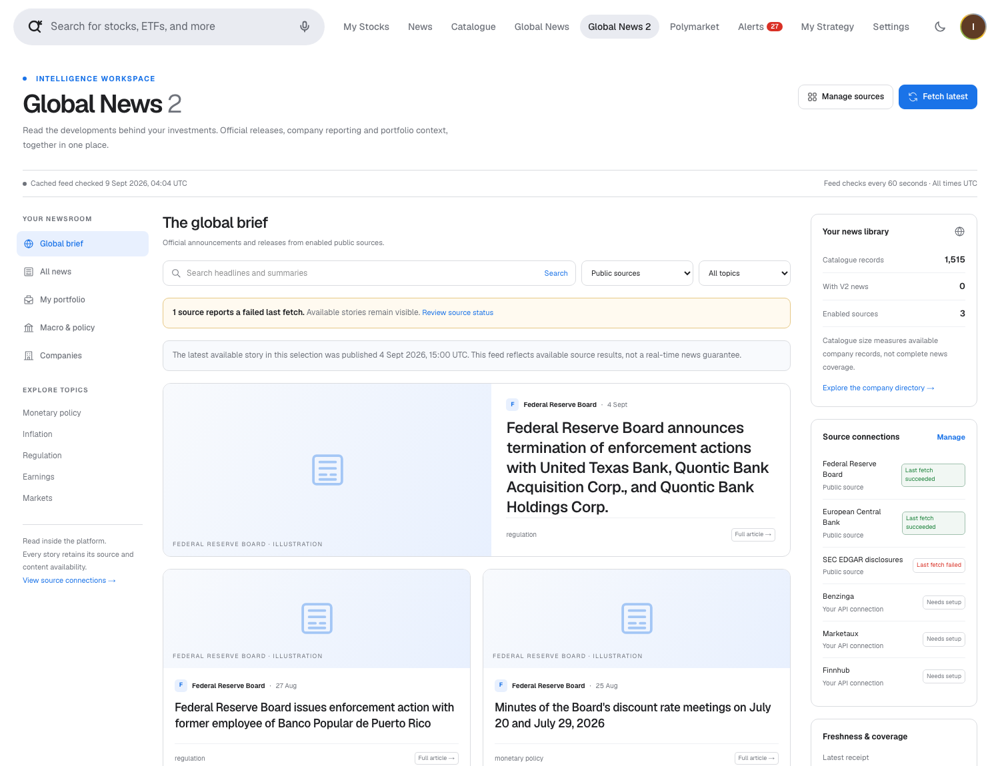 Search for stocks, ETFs, and more
My Stocks
News
Catalogue
Global News
Global News 2
Polymarket
Alerts 27
My Strategy
Settings
I
INTELLIGENCE WORKSPACE
Global News 2
Read the developments behind your investments. Official releases, company reporting and portfolio context,
together in one place.
Manage sources
Fetch latest
Cached feed checked 9 Sept 2026, 04:04 UTC
Feed checks every 60 seconds · All times UTC
YOUR NEWSROOM
Global brief
All news
My portfolio
Macro & policy
Companies
EXPLORE TOPICS
Monetary policy
Inflation
Regulation
Earnings
Markets
Read inside the platform.
Every story retains its source and
content availability.
View source connections →
The global brief
Official announcements and releases from enabled public sources.
Search headlines and summaries
Search
Public sources
All topics
1 source reports a failed last fetch. Available stories remain visible. Review source status
The latest available story in this selection was published 4 Sept 2026, 15:00 UTC. This feed reflects available source results, not a real-time news guarantee.
FEDERAL RESERVE BOARD · ILLUSTRATION
F Federal Reserve Board · 4 Sept
Federal Reserve Board announces
termination of enforcement actions
with United Texas Bank, Quontic Bank
Acquisition Corp., and Quontic Bank
Holdings Corp.
regulation
Full article →
FEDERAL RESERVE BOARD · ILLUSTRATION
F Federal Reserve Board · 27 Aug
Federal Reserve Board issues enforcement action with
former employee of Banco Popular de Puerto Rico
regulation
Full article →
FEDERAL RESERVE BOARD · ILLUSTRATION
F Federal Reserve Board · 25 Aug
Minutes of the Board's discount rate meetings on July
20 and July 29, 2026
monetary policy
Full article →
Your news library
Catalogue records 1,515
With V2 news 0
Enabled sources 3
Catalogue size measures available
company records, not complete news
coverage.
Explore the company directory →
Source connections
Manage
Federal Reserve
Board
Public source
Last fetch
succeeded
European Central
Bank
Public source
Last fetch
succeeded
SEC EDGAR disclosures
Public source
Last fetch failed
Benzinga
Your API connection
Needs setup
Marketaux
Your API connection
Needs setup
Finnhub
Your API connection
Needs setup
Freshness & coverage
Latest receipt